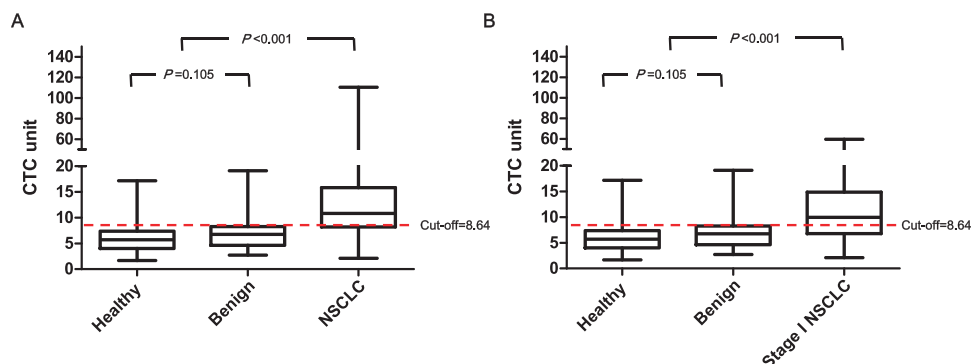 A
P<0.001
P=0.105
CTC unit
140
120
100
80
60
20
15
10
5
0
Cut-off=8.64
Healthy
Benign
NSCLC
B
P<0.001
P=0.105
CTC unit
140
120
100
80
60
20
15
10
5
0
Cut-off=8.64
Healthy
Benign
Stage I NSCLC